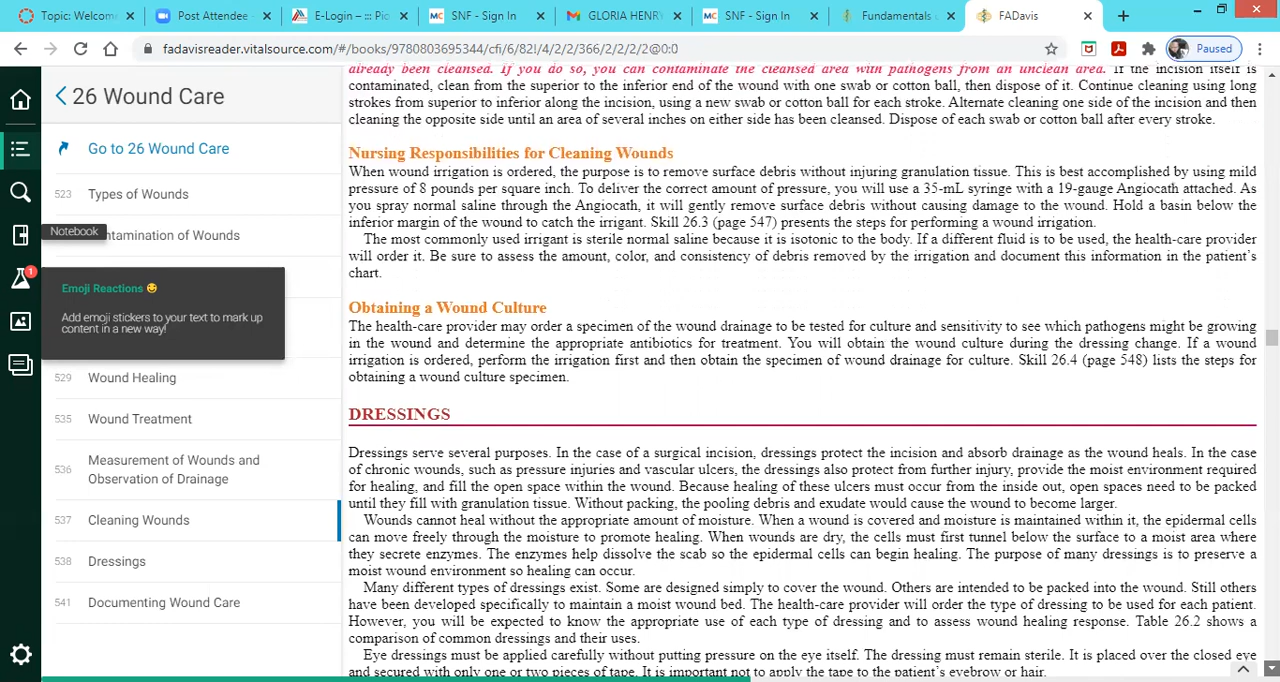 Topic: Welcome
Post Attendee -
E-Login – ::: Pio
SNF - Sign In
GLORIA HENRY
SNF - Sign In
Fundamentals o
FADavis
fadavisreader.vitalsource.com/#/books/9780803695344/cfi/6/82!/4/2/2/366/2/2/2/2@0:0
Paused
26 Wound Care
Go to 26 Wound Care
523 Types of Wounds
Notebook
ntamination of Wounds
1
Emoji Reactions 😀
Add emoji stickers to your text to mark up
content in a new way!
529 Wound Healing
535 Wound Treatment
536 Measurement of Wounds and
Observation of Drainage
537 Cleaning Wounds
538 Dressings
541 Documenting Wound Care
already been cleansed. If you do so, you can contaminate the cleansed area with pathogens from an unclean area. If the incision itself is
contaminated, clean from the superior to the inferior end of the wound with one swab or cotton ball, then dispose of it. Continue cleaning using long
strokes from superior to inferior along the incision, using a new swab or cotton ball for each stroke. Alternate cleaning one side of the incision and then
cleaning the opposite side until an area of several inches on either side has been cleansed. Dispose of each swab or cotton ball after every stroke.
Nursing Responsibilities for Cleaning Wounds
When wound irrigation is ordered, the purpose is to remove surface debris without injuring granulation tissue. This is best accomplished by using mild
pressure of 8 pounds per square inch. To deliver the correct amount of pressure, you will use a 35-mL syringe with a 19-gauge Angiocath attached. As
you spray normal saline through the Angiocath, it will gently remove surface debris without causing damage to the wound. Hold a basin below the
inferior margin of the wound to catch the irrigant. Skill 26.3 (page 547) presents the steps for performing a wound irrigation.
The most commonly used irrigant is sterile normal saline because it is isotonic to the body. If a different fluid is to be used, the health-care provider
will order it. Be sure to assess the amount, color, and consistency of debris removed by the irrigation and document this information in the patient's
chart.
Obtaining a Wound Culture
The health-care provider may order a specimen of the wound drainage to be tested for culture and sensitivity to see which pathogens might be growing
in the wound and determine the appropriate antibiotics for treatment. You will obtain the wound culture during the dressing change. If a wound
irrigation is ordered, perform the irrigation first and then obtain the specimen of wound drainage for culture. Skill 26.4 (page 548) lists the steps for
obtaining a wound culture specimen.
DRESSINGS
Dressings serve several purposes. In the case of a surgical incision, dressings protect the incision and absorb drainage as the wound heals. In the case
of chronic wounds, such as pressure injuries and vascular ulcers, the dressings also protect from further injury, provide the moist environment required
for healing, and fill the open space within the wound. Because healing of these ulcers must occur from the inside out, open spaces need to be packed
until they fill with granulation tissue. Without packing, the pooling debris and exudate would cause the wound to become larger.
Wounds cannot heal without the appropriate amount of moisture. When a wound is covered and moisture is maintained within it, the epidermal cells
can move freely through the moisture to promote healing. When wounds are dry, the cells must first tunnel below the surface to a moist area where
they secrete enzymes. The enzymes help dissolve the scab so the epidermal cells can begin healing. The purpose of many dressings is to preserve a
moist wound environment so healing can occur.
Many different types of dressings exist. Some are designed simply to cover the wound. Others are intended to be packed into the wound. Still others
have been developed specifically to maintain a moist wound bed. The health-care provider will order the type of dressing to be used for each patient.
However, you will be expected to know the appropriate use of each type of dressing and to assess wound healing response. Table 26.2 shows a
comparison of common dressings and their uses.
Eye dressings must be applied carefully without putting pressure on the eye itself. The dressing must remain sterile. It is placed over the closed eye
and secured with only one or two pieces of tape. It is important not to apply the tape to the patient's eyebrow or hair.